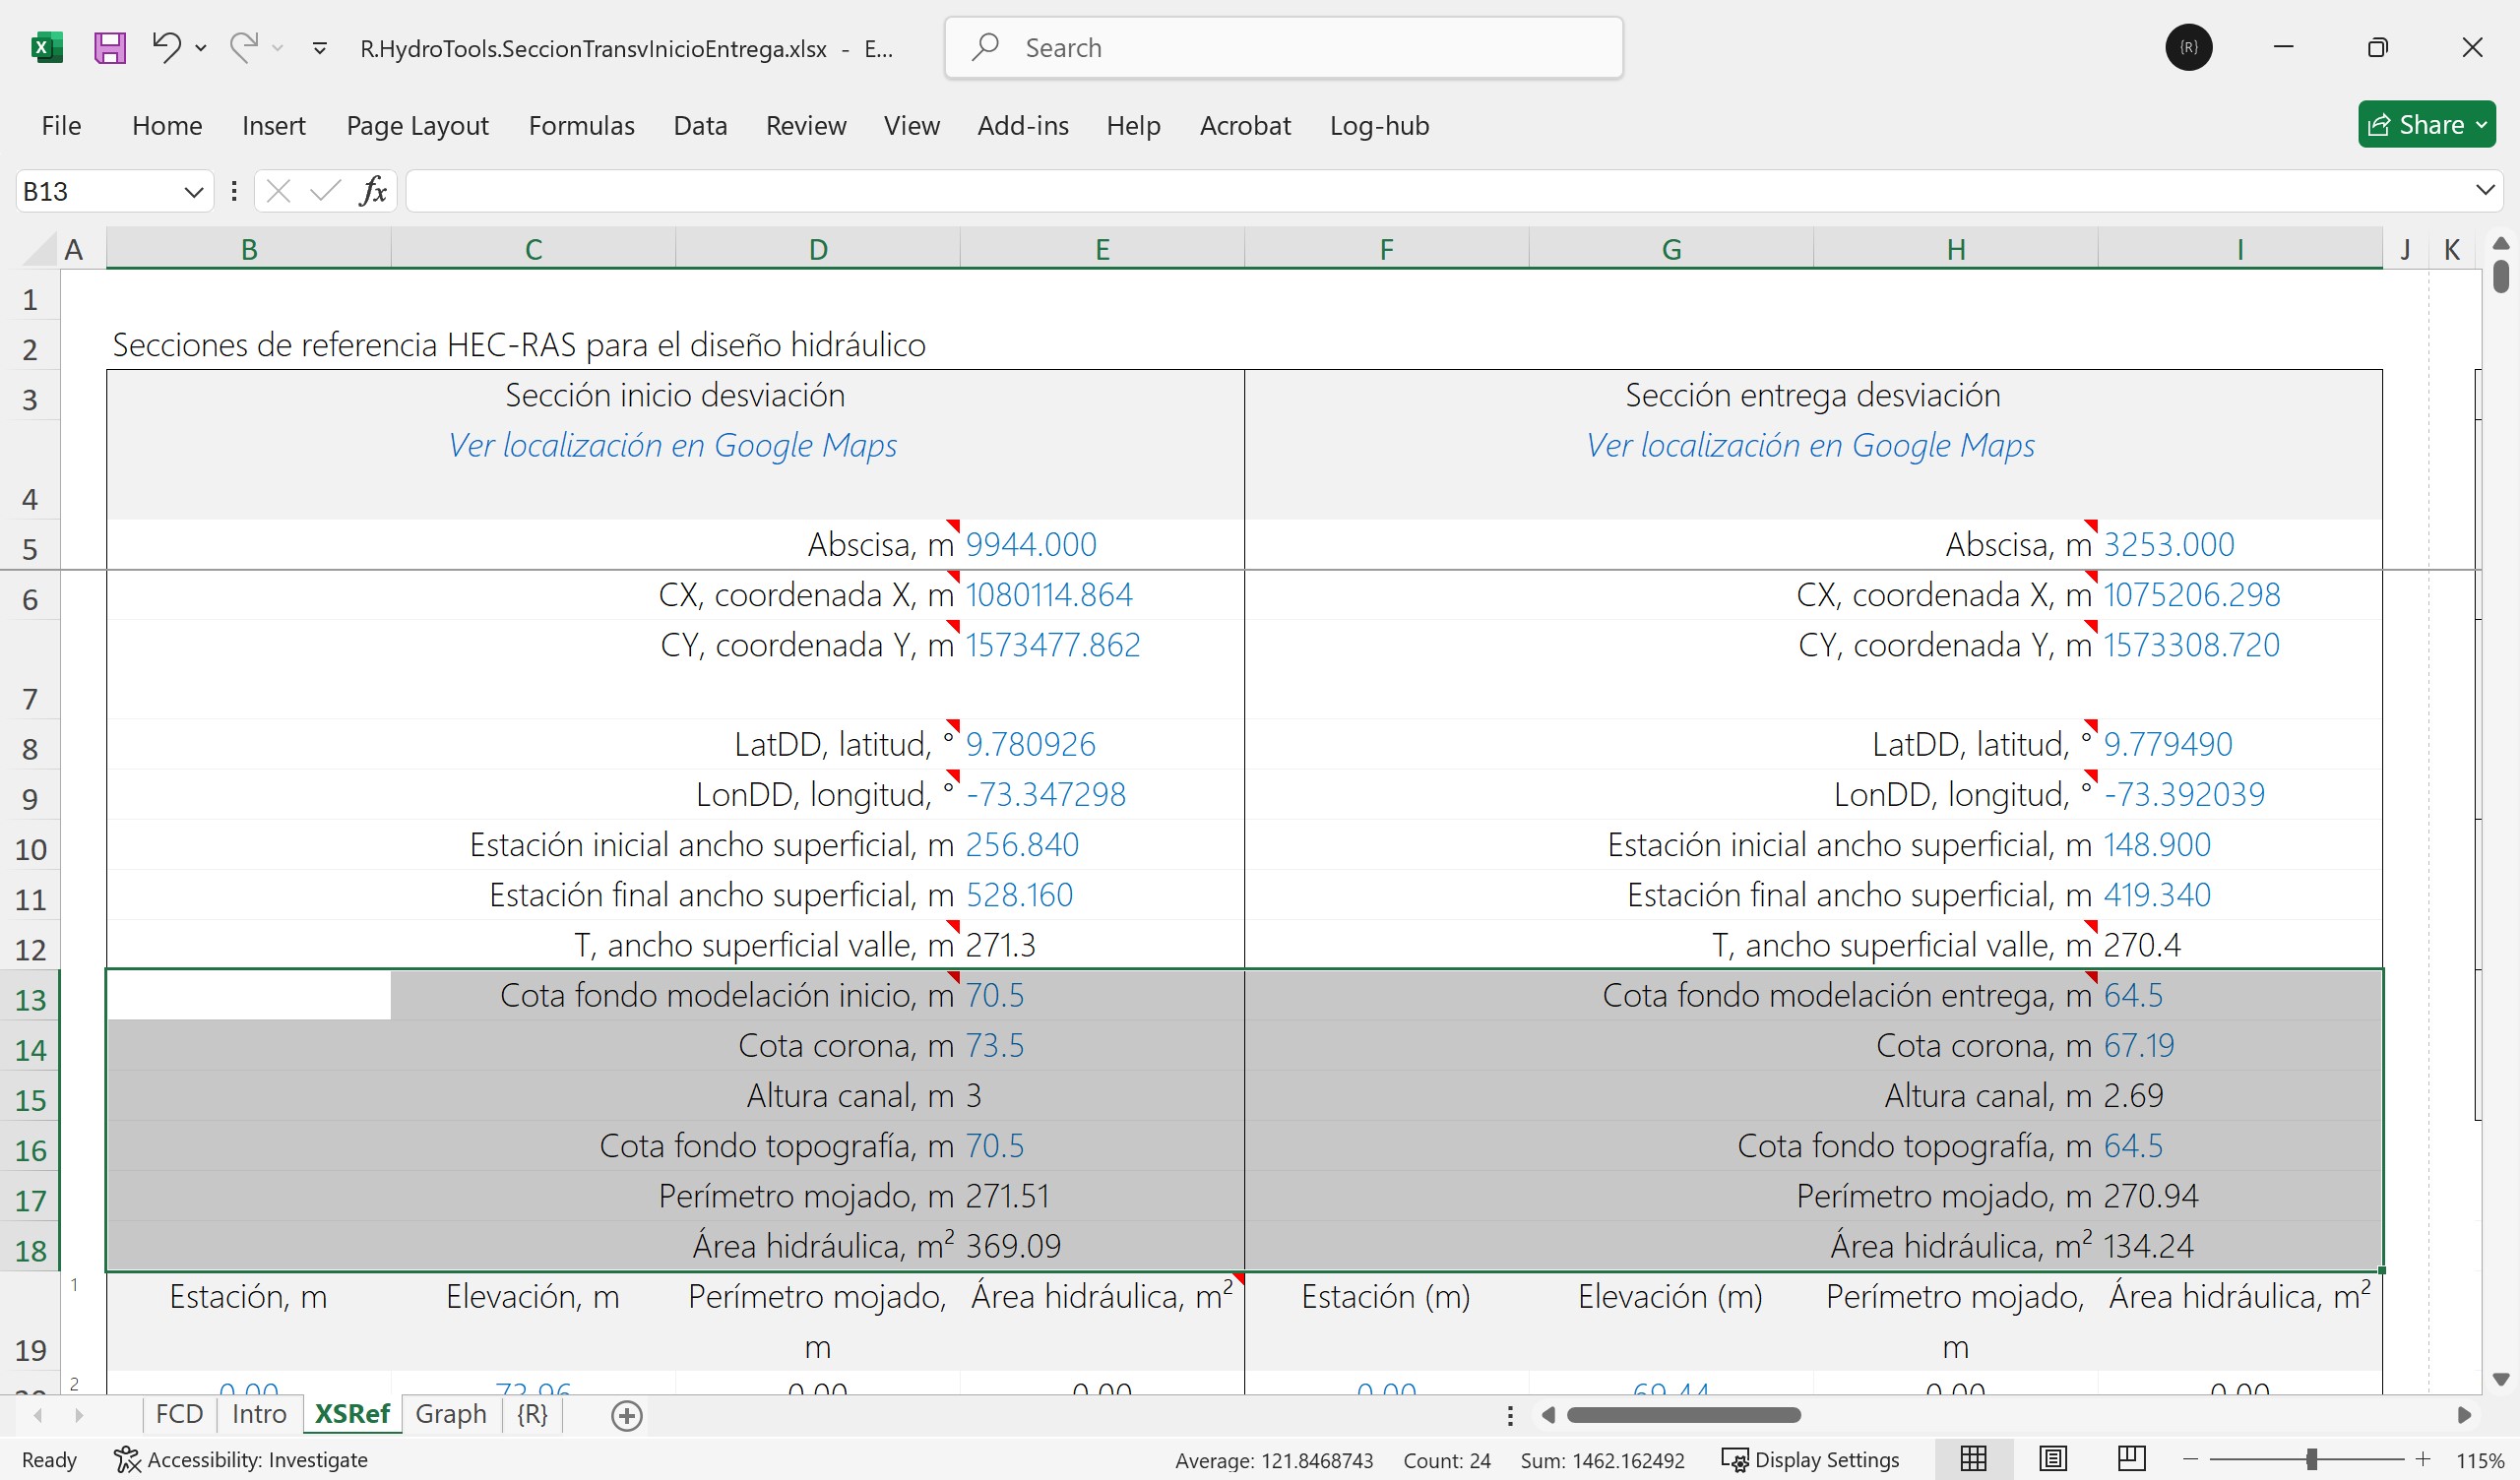 R.HydroTools.SeccionTransvInicioEntrega.xlsx - E...
Search
{R}
File Home Insert Page Layout Formulas Data Review View Add-ins Help Acrobat Log-hub Share
B13 fx
A B C D E F G H I J K
1
2 Secciones de referencia HEC-RAS para el diseño hidráulico
3 Sección inicio desviación Sección entrega desviación
Ver localización en Google Maps Ver localización en Google Maps
4
5 Abscisa, m 9944.000 Abscisa, m 3253.000
6 CX, coordenada X, m 1080114.864 CX, coordenada X, m 1075206.298
CY, coordenada Y, m 1573477.862 CY, coordenada Y, m 1573308.720
7
8 LatDD, latitud, ° 9.780926 LatDD, latitud, ° 9.779490
9 LonDD, longitud, ° -73.347298 LonDD, longitud, ° -73.392039
10 Estación inicial ancho superficial, m 256.840 Estación inicial ancho superficial, m 148.900
11 Estación final ancho superficial, m 528.160 Estación final ancho superficial, m 419.340
12 T, ancho superficial valle, m 271.3 T, ancho superficial valle, m 270.4
13 Cota fondo modelación inicio, m 70.5 Cota fondo modelación entrega, m 64.5
14 Cota corona, m 73.5 Cota corona, m 67.19
15 Altura canal, m 3 Altura canal, m 2.69
16 Cota fondo topografía, m 70.5 Cota fondo topografía, m 64.5
17 Perímetro mojado, m 271.51 Perímetro mojado, m 270.94
18 Área hidráulica, m² 369.09 Área hidráulica, m² 134.24
1 Estación, m Elevación, m Perímetro mojado, Área hidráulica, m² Estación (m) Elevación (m) Perímetro mojado, Área hidráulica, m²
19 m m
2 0.00 73.96 0.00 0.00 0.00 69.44 0.00 0.00
FCD Intro XSRef Graph {R}
Ready Accessibility: Investigate Average: 121.8468743 Count: 24 Sum: 1462.162492 Display Settings 115%